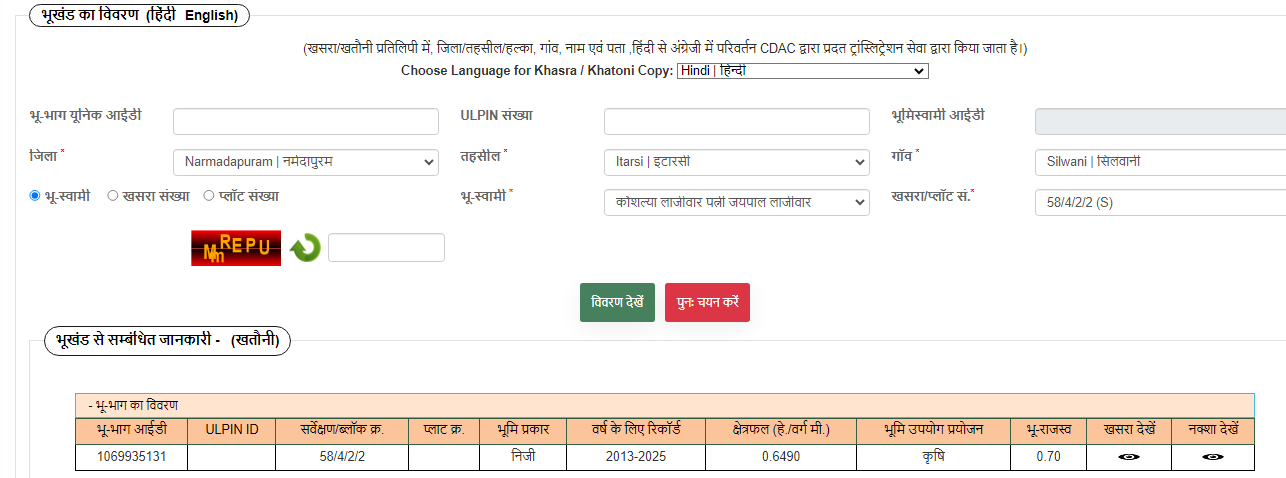 भूखंड का विवरण (हिंदी English)
(खसरा/खतौनी प्रतिलिपी में, जिला/तहसील/हल्का, गांव, नाम एवं पता ,हिंदी से अंग्रेजी में परिवर्तन CDAC द्वारा प्रदत ट्रांस्लिट्रेशन सेवा द्वारा किया जाता है।)
Choose Language for Khasra / Khatoni Copy: Hindi | हिन्दी
भू-भाग यूनिक आईडी ULPIN संख्या भूमिस्वामी आईडी
जिला * Narmadapuram | नर्मदापुरम तहसील * Itarsi | इटारसी गाँव * Silwani | सिलवानी
भू-स्वामी खसरा संख्या प्लॉट संख्या भू-स्वामी * कौशल्या लाजीवार पत्नी जयपाल लाजीवार खसरा/प्लॉट सं.* 58/4/2/2 (S)
MmREPU
विवरण देखें पुनः चयन करें
भूखंड से सम्बंधित जानकारी - (खतौनी)
- भू-भाग का विवरण
भू-भाग आईडी ULPIN ID सर्वेक्षण/ब्लॉक क्र. प्लाट क्र. भूमि प्रकार वर्ष के लिए रिकॉर्ड क्षेत्रफल (हे./वर्ग मी.) भूमि उपयोग प्रयोजन भू-राजस्व खसरा देखें नक्शा देखें
1069935131 58/4/2/2 निजी 2013-2025 0.6490 कृषि 0.70